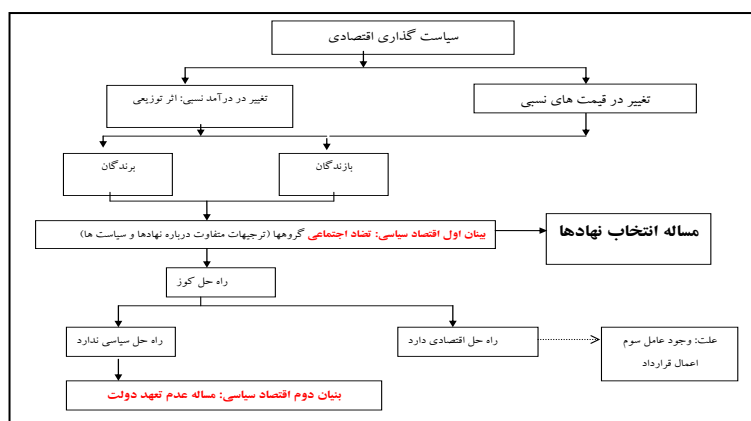 سیاست گذاری اقتصادی
تغییر در قیمت های نسبی
تغییر در درآمد نسبی: اثر توزیعی
بازندگان
برندگان
بینان اول اقتصاد سیاسی: تضاد اجتماعی گروهها (ترجیهات متفاوت درباره نهادها و سیاست ها)
مساله انتخاب نهادها
راه حل کوز
راه حل اقتصادی دارد
راه حل سیاسی ندارد
علت: وجود عامل سوم
اعمال قرارداد
بنیان دوم اقتصاد سیاسی: مساله عدم تعهد دولت